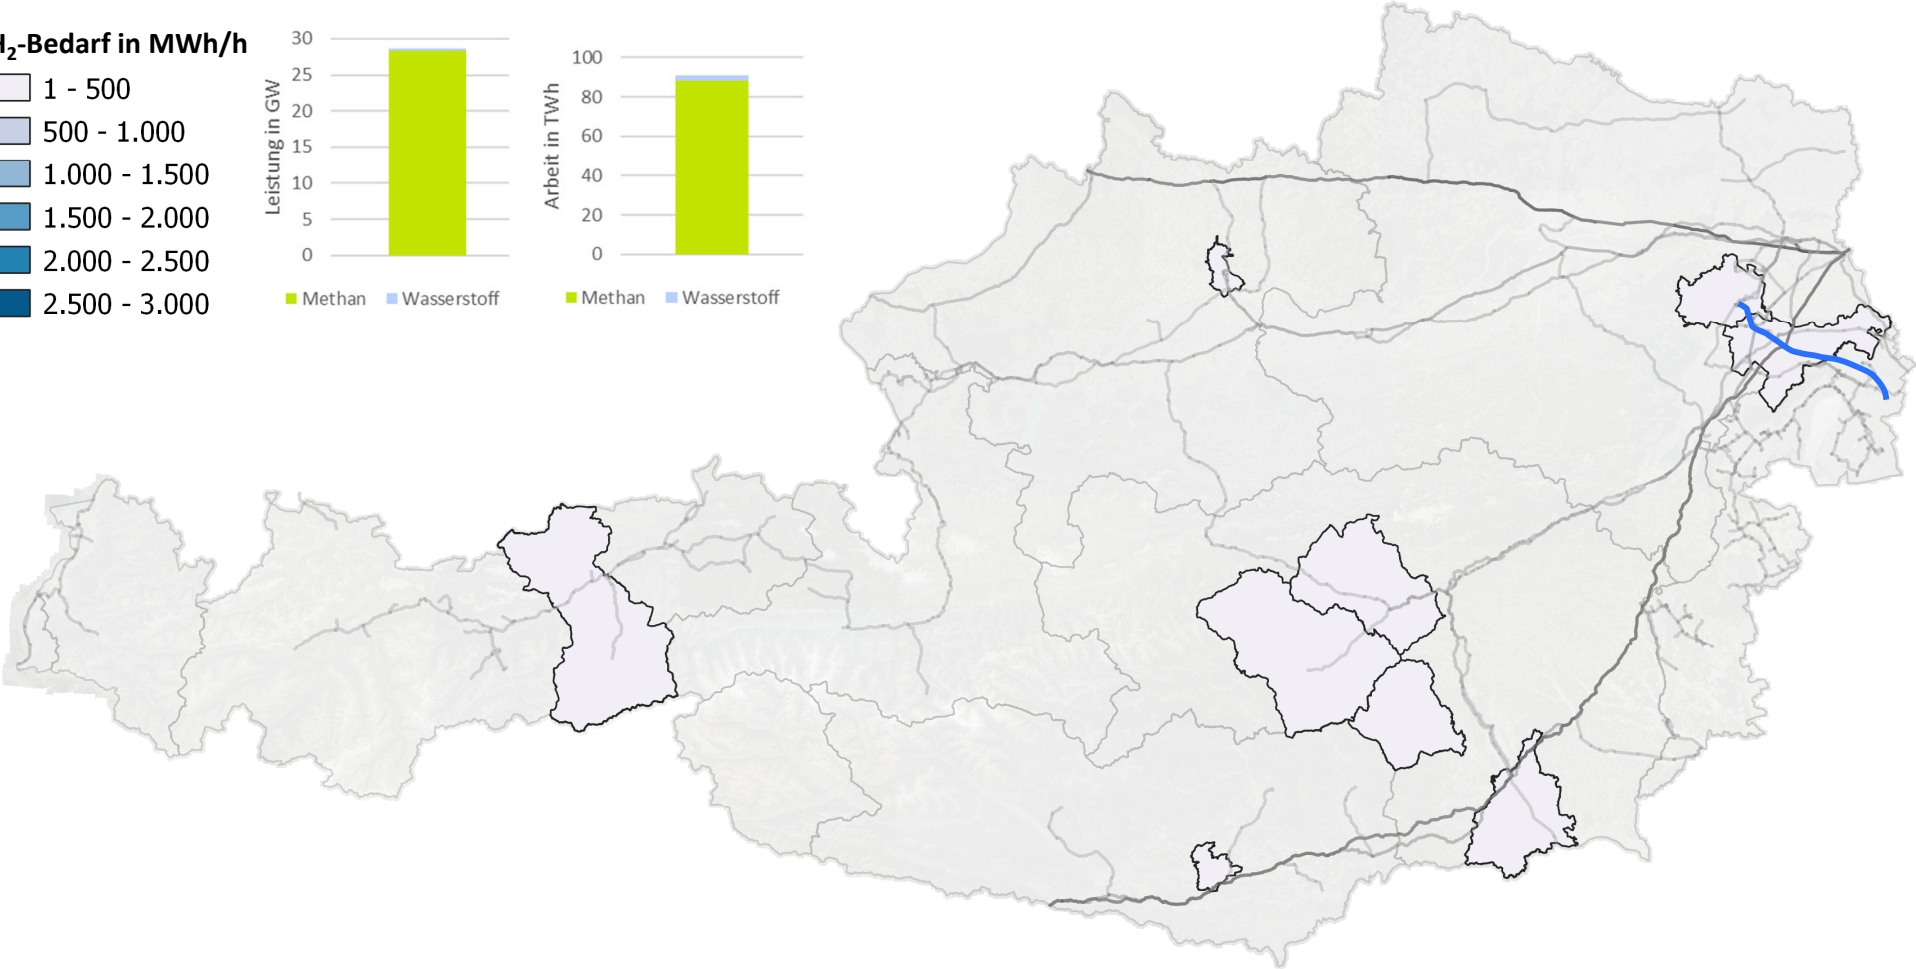 H₂-Bedarf in MWh/h
1 - 500
500 - 1.000
1.000 - 1.500
1.500 - 2.000
2.000 - 2.500
2.500 - 3.000
Leistung in GW
30
25
20
15
10
5
0
Methan Wasserstoff
Arbeit in TWh
100
80
60
40
20
0
Methan Wasserstoff